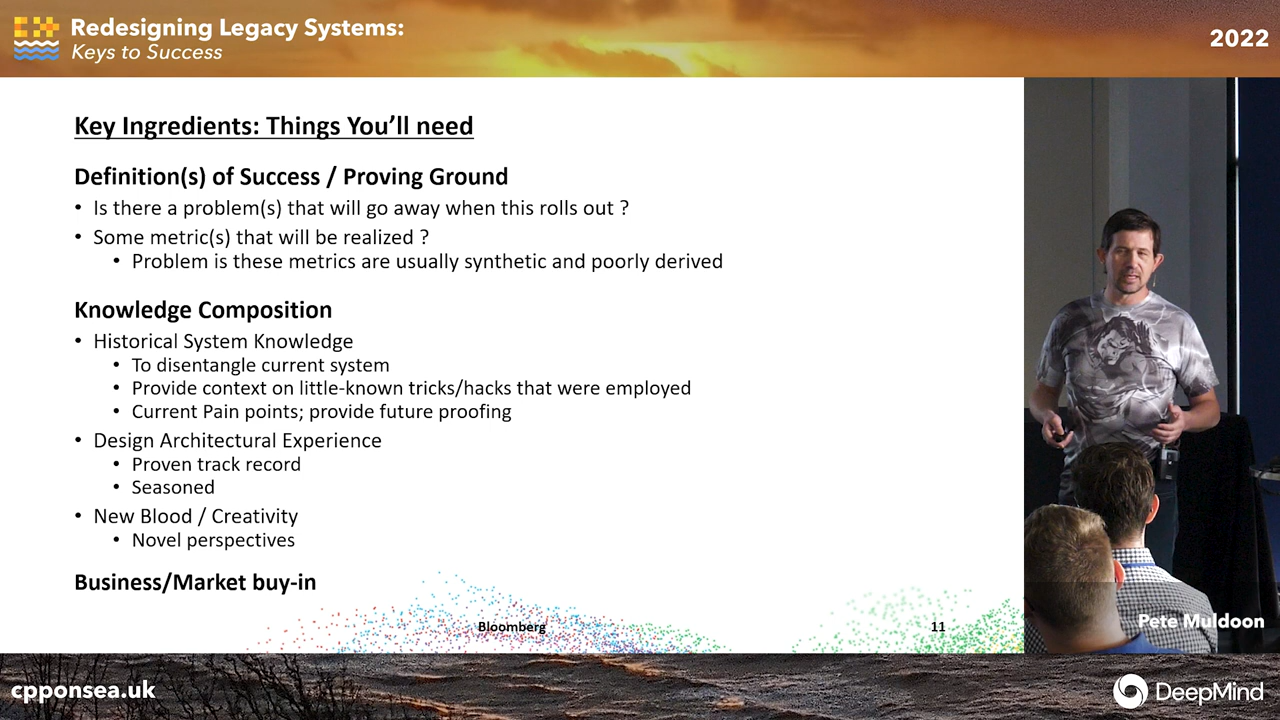 Redesigning Legacy Systems:
Keys to Success
2022
Key Ingredients: Things You’ll need
Definition(s) of Success / Proving Ground
• Is there a problem(s) that will go away when this rolls out ?
• Some metric(s) that will be realized ?
• Problem is these metrics are usually synthetic and poorly derived
Knowledge Composition
• Historical System Knowledge
• To disentangle current system
• Provide context on little-known tricks/hacks that were employed
• Current Pain points; provide future proofing
• Design Architectural Experience
• Proven track record
• Seasoned
• New Blood / Creativity
• Novel perspectives
Business/Market buy-in
Bloomberg
11
Pete Muldoon
cpponsea.uk
DeepMind